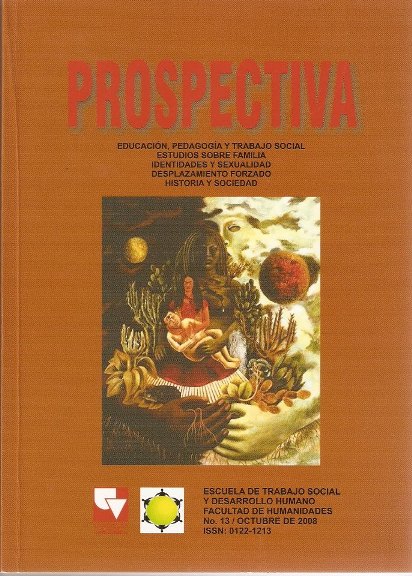 PROSPECTIVA
EDUCACIÓN, PEDAGOGÍA Y TRABAJO SOCIAL
ESTUDIOS SOBRE FAMILIA
IDENTIDADES Y SEXUALIDAD
DESPLAZAMIENTO FORZADO
HISTORIA Y SOCIEDAD
ESCUELA DE TRABAJO SOCIAL
Y DESARROLLO HUMANO
FACULTAD DE HUMANIDADES
No. 13 / OCTUBRE DE 2008
ISSN: 0122-1213